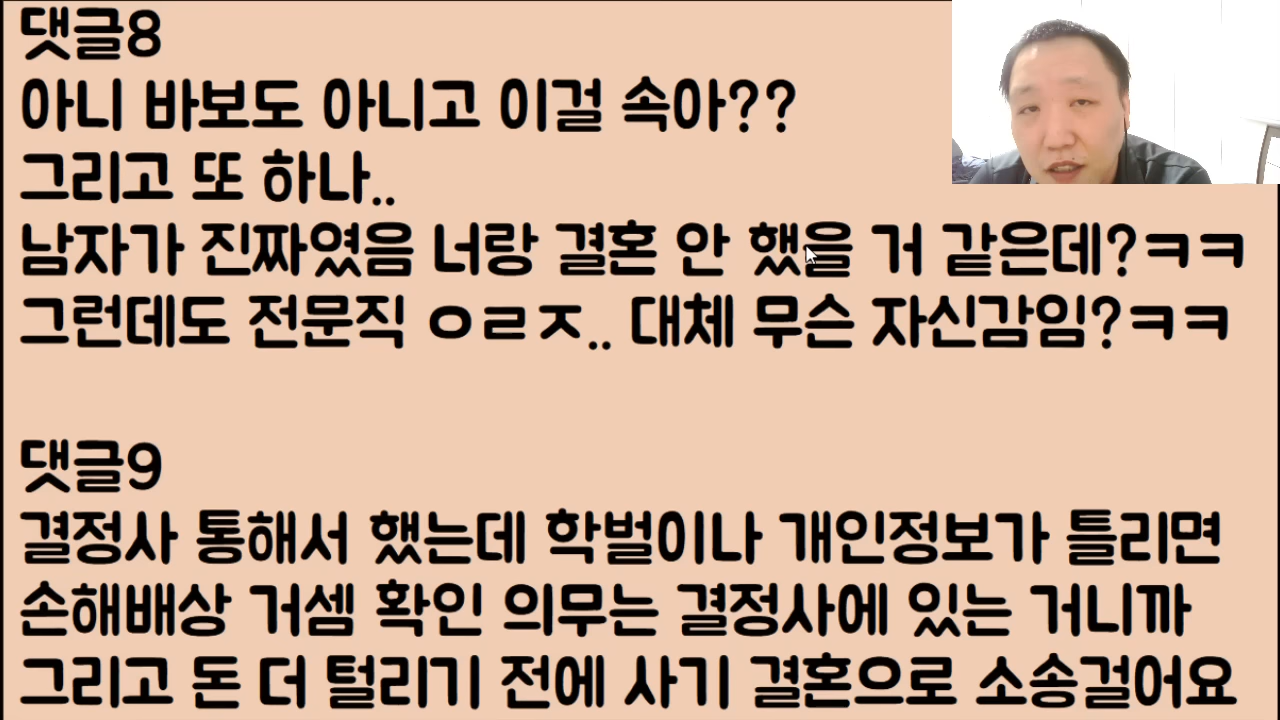 댓글8
아니 바보도 아니고 이걸 속아??
그리고 또 하나..
남자가 진짜였음 너랑 결혼 안 했을 거 같은데?ㅋㅋ
그런데도 전문직 ㅇㄹㅈ.. 대체 무슨 자신감임?ㅋㅋ
댓글9
결정사 통해서 했는데 학벌이나 개인정보가 틀리면
손해배상 거셈 확인 의무는 결정사에 있는 거니까
그리고 돈 더 털리기 전에 사기 결혼으로 소송걸어요